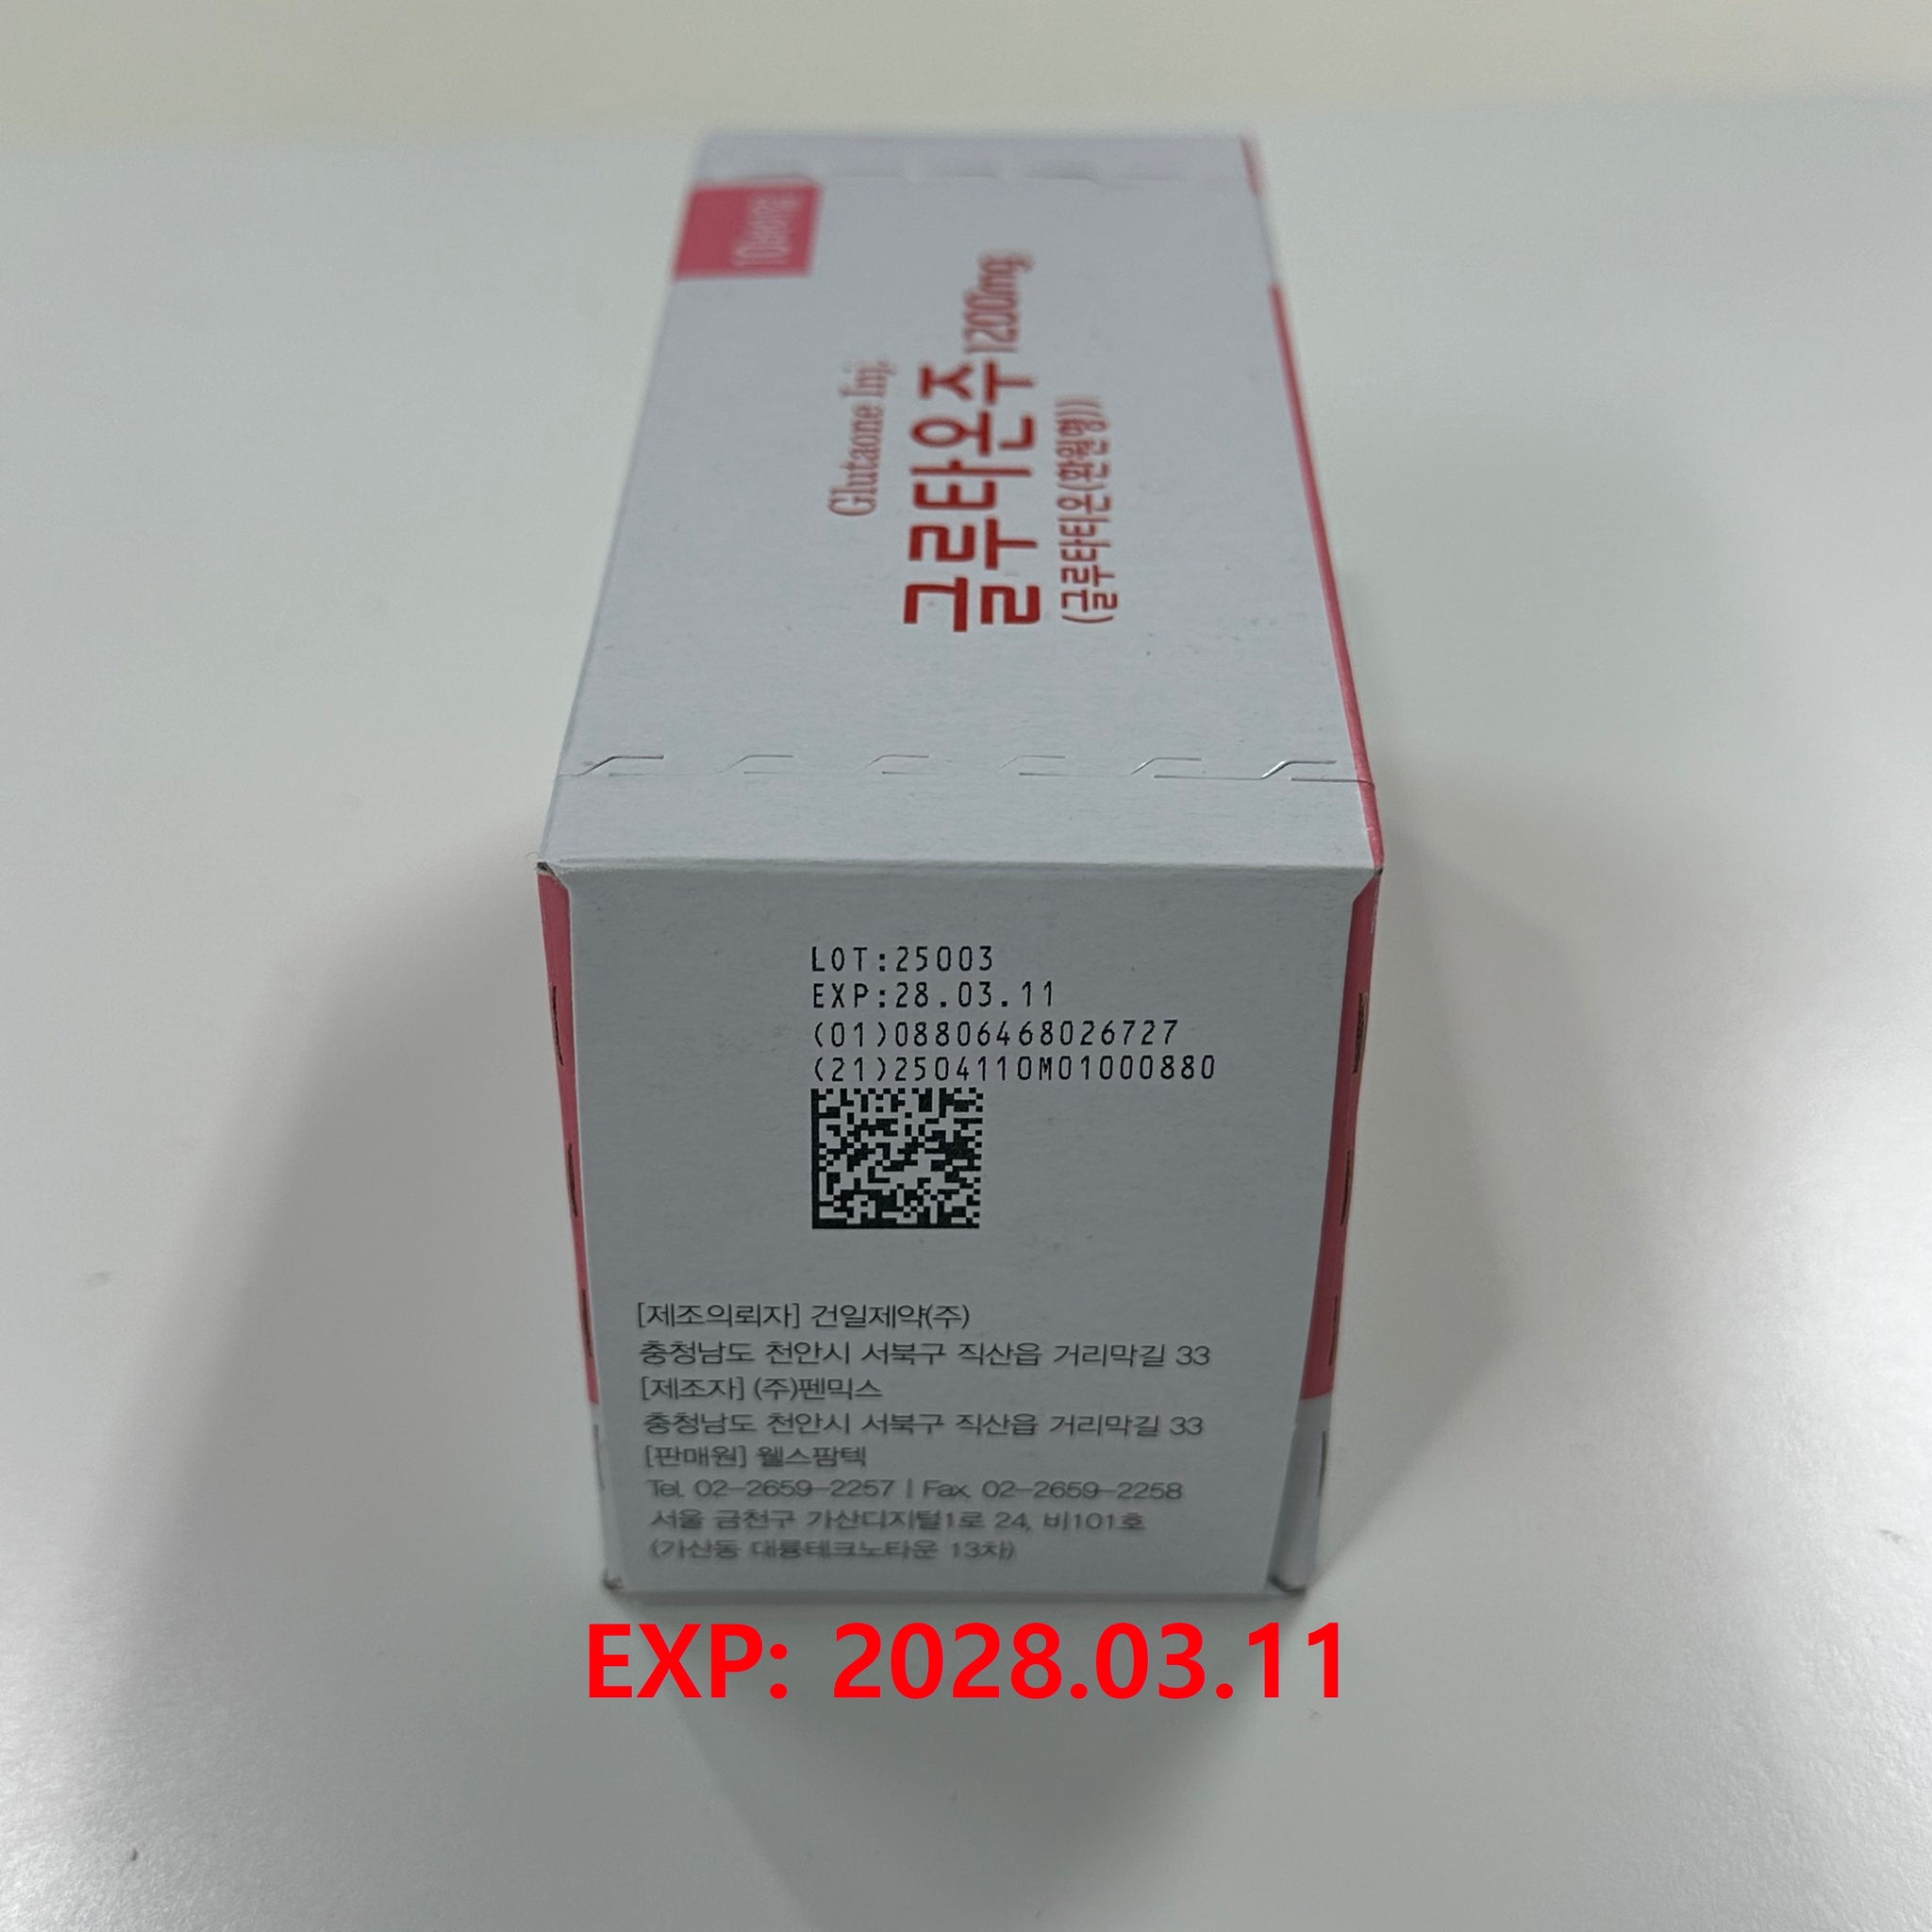 10바이알
Glutaone Inj.
글루타온주 1200mg
(글루타티온(환원형))
LOT:25003
EXP:28.03.11
(01)08806468026727
(21)2504110M01000880
[제조의뢰자] 건일제약(주)
충청남도 천안시 서북구 직산읍 거리막길 33
[제조자] (주)펜믹스
충청남도 천안시 서북구 직산읍 거리막길 33
[판매원] 웰스팜텍
Tel. 02-2659-2257 | Fax. 02-2659-2258
서울 금천구 가산디지털1로 24, 비101호
(가산동 대륭테크노타운 13차)
EXP: 2028.03.11